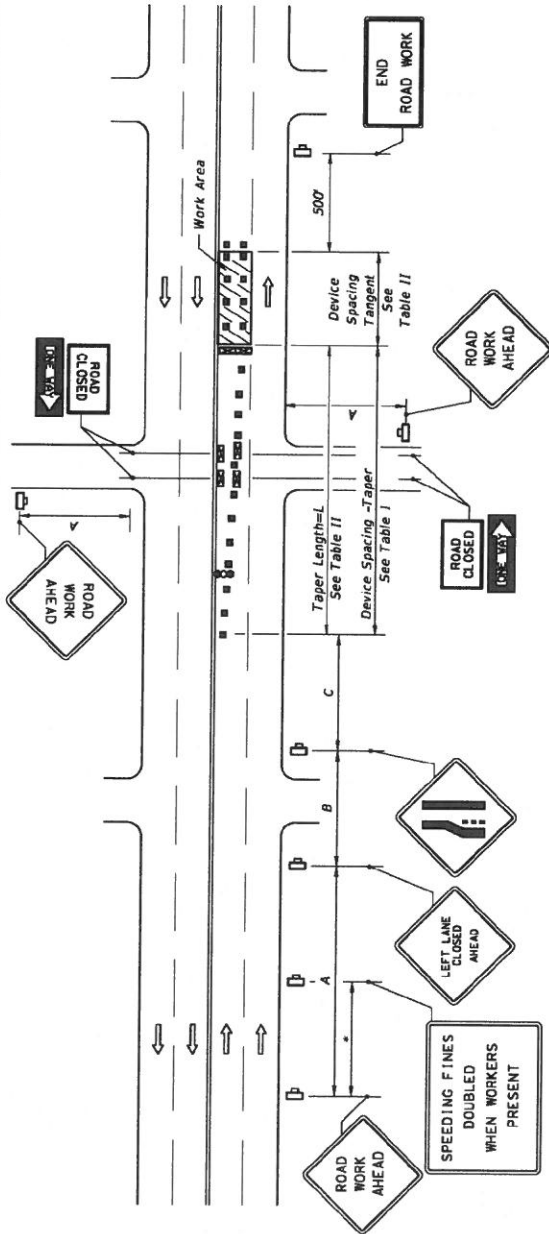 END
ROAD WORK
500'
Work Area
Device
Spacing
Tangent
See
Table II
ROAD
WORK
AHEAD
A
ONE WAY
ROAD
CLOSED
Taper Length=L
See Table II
Device Spacing -Taper
See Table I
ROAD
CLOSED
ONE WAY
A
ROAD
WORK
AHEAD
C
B
A
*
LEFT LANE
CLOSED
AHEAD
SPEEDING FINES
DOUBLED
WHEN WORKERS
PRESENT
ROAD
WORK
AHEAD